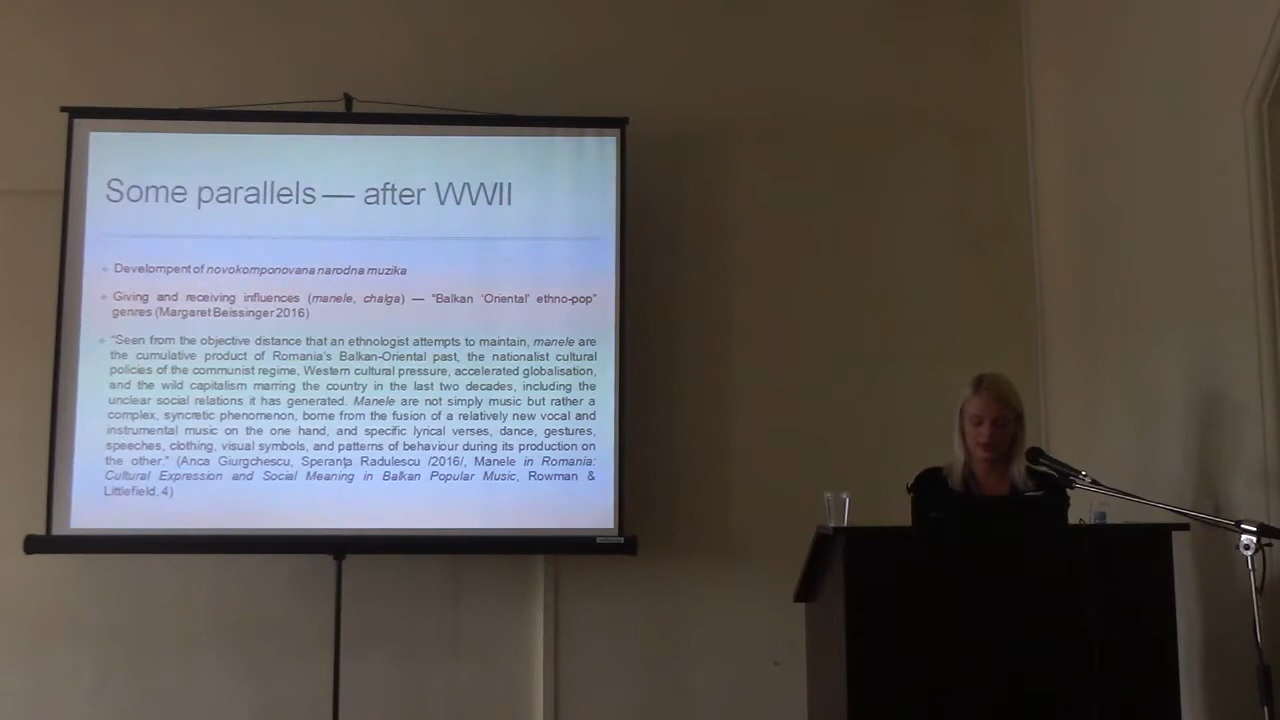 Some parallels — after WWII
Develompent of novokomponovana narodna muzika
Giving and receiving influences (manele, chalga) — “Balkan ‘Oriental’ ethno-pop”
genres (Margaret Beissinger 2016)
“Seen from the objective distance that an ethnologist attempts to maintain, manele are
the cumulative product of Romania’s Balkan-Oriental past, the nationalist cultural
policies of the communist regime, Western cultural pressure, accelerated globalisation,
and the wild capitalism marring the country in the last two decades, including the
unclear social relations it has generated. Manele are not simply music but rather a
complex, syncretic phenomenon, borne from the fusion of a relatively new vocal and
instrumental music on the one hand, and specific lyrical verses, dance, gestures,
speeches, clothing, visual symbols, and patterns of behaviour during its production on
the other.” (Anca Giurgchescu, Speranţa Radulescu /2016/, Manele in Romania:
Cultural Expression and Social Meaning in Balkan Popular Music, Rowman &
Littlefield. 4)